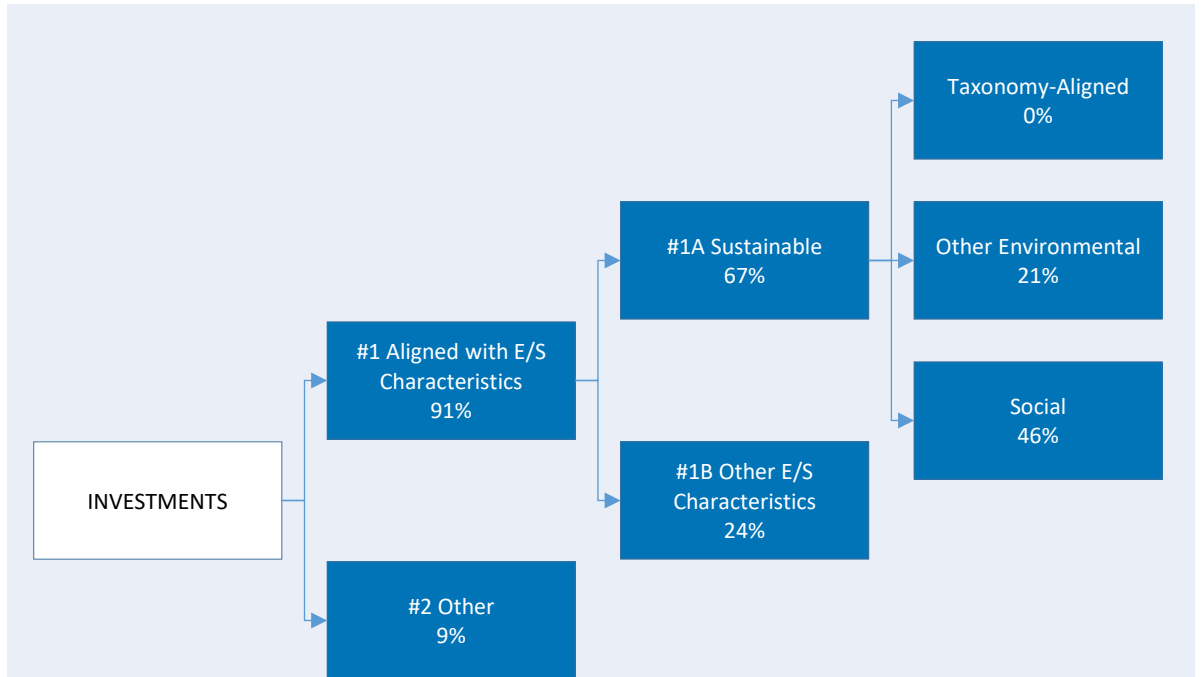 INVESTMENTS
#1 Aligned with E/S
Characteristics
91%
#2 Other
9%
#1A Sustainable
67%
#1B Other E/S
Characteristics
24%
Taxonomy-Aligned
0%
Other Environmental
21%
Social
46%